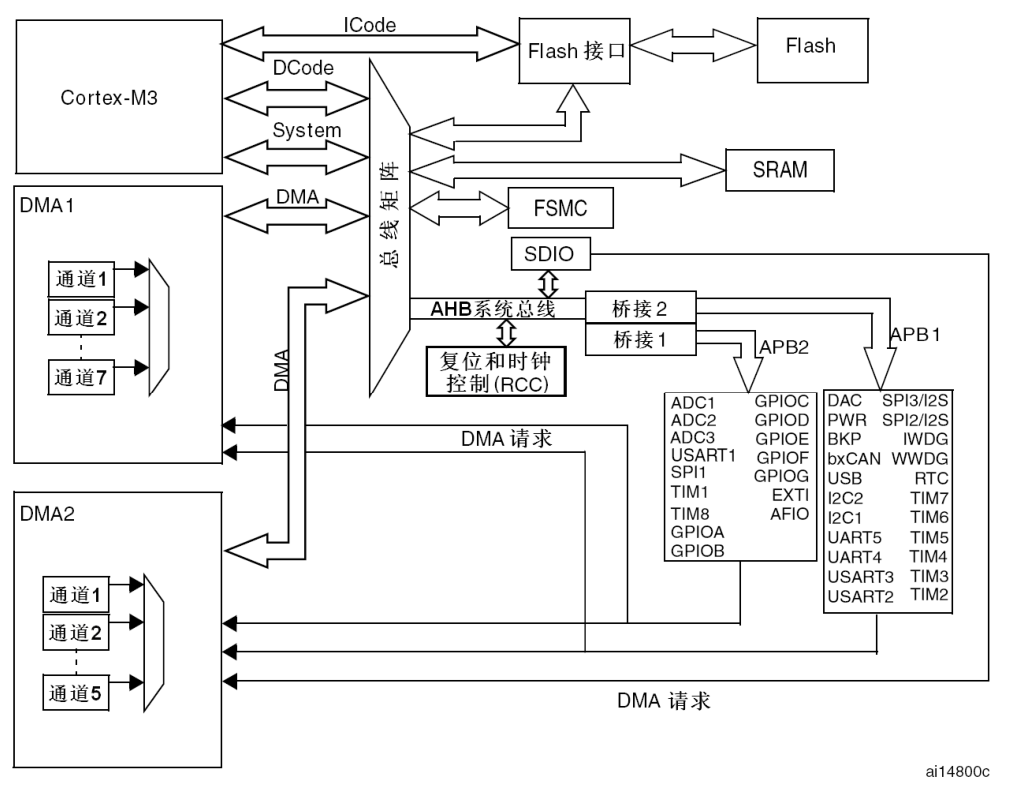 ICode
Flash 接口
Flash
Cortex-M3
DCode
System
总线矩阵
SRAM
DMA1
DMA
FSMC
SDIO
通道1
通道2
通道7
AHB系统总线
桥接2
桥接1
APB2
APB1
复位和时钟
控制(RCC)
DMA
DMA 请求
ADC1 GPIOC
ADC2 GPIOD
ADC3 GPIOE
USART1 GPIOF
SPI1 GPIOG
TIM1 EXTI
TIM8 AFIO
GPIOA
GPIOB
DAC SPI3/I2S
PWR SPI2/I2S
BKP IWDG
bxCAN WWDG
USB RTC
I2C2 TIM7
I2C1 TIM6
UART5 TIM5
UART4 TIM4
USART3 TIM3
USART2 TIM2
DMA2
通道1
通道2
通道5
DMA 请求
ai14800c